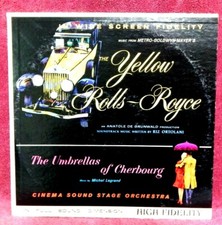 IN WIDE SCREEN FIDELITY
MUSIC FROM METRO-GOLDWYN-MAYER'S
THE
Yellow
Rolls-Royce
AN ANATOLE DE GRUNWALD PRODUCTION
SOUNDTRACK MUSIC WRITTEN BY RIZ ORTOLANI
The Umbrellas of Cherbourg
Music by Michel Legrand
CINEMA SOUND STAGE ORCHESTRA
HIGH FIDELITY